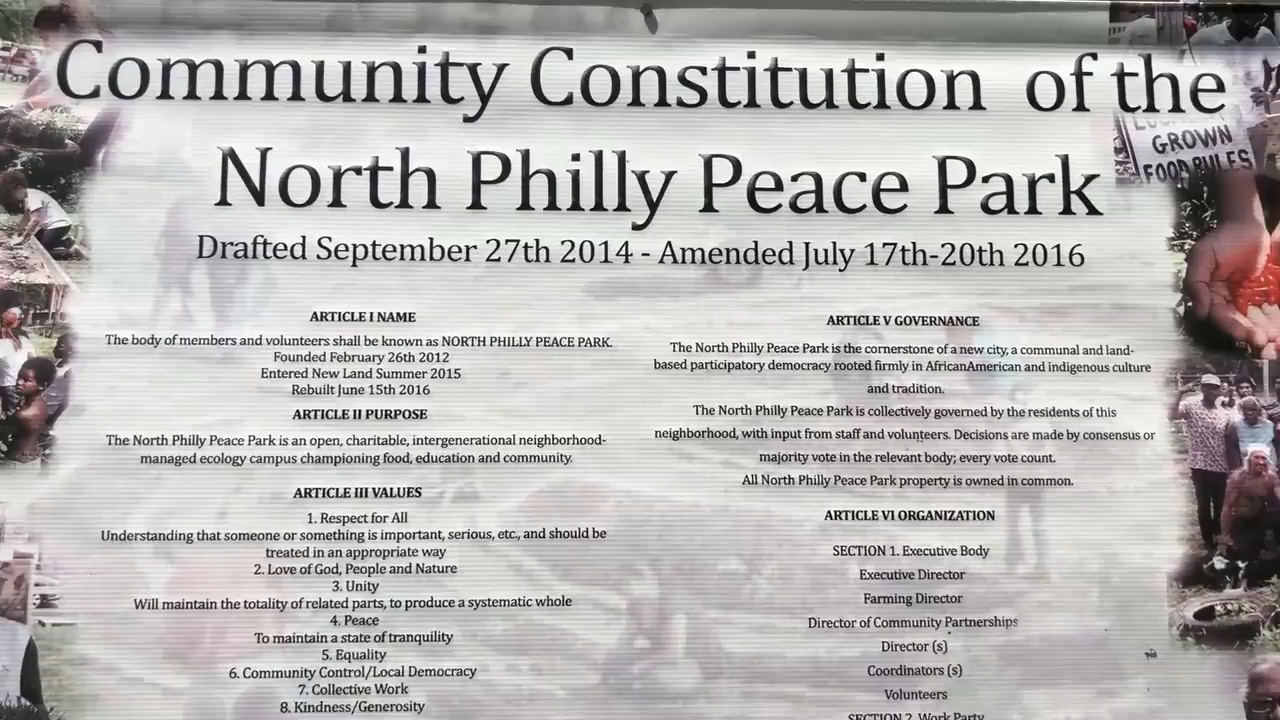 Community Constitution of the
North Philly Peace Park
Drafted September 27th 2014 - Amended July 17th-20th 2016
GROWN
FOOD RULES
ARTICLE I NAME
The body of members and volunteers shall be known as NORTH PHILLY PEACE PARK.
Founded February 26th 2012
Entered New Land Summer 2015
Rebuilt June 15th 2016
ARTICLE II PURPOSE
The North Philly Peace Park is an open, charitable, intergenerational neighborhood-
managed ecology campus championing food, education and community.
ARTICLE III VALUES
1. Respect for All
Understanding that someone or something is important, serious, etc., and should be
treated in an appropriate way
2. Love of God, People and Nature
3. Unity
Will maintain the totality of related parts, to produce a systematic whole
4. Peace
To maintain a state of tranquility
5. Equality
6. Community Control/Local Democracy
7. Collective Work
8. Kindness/Generosity
ARTICLE V GOVERNANCE
The North Philly Peace Park is the cornerstone of a new city, a communal and land-
based participatory democracy rooted firmly in AfricanAmerican and indigenous culture
and tradition.
The North Philly Peace Park is collectively governed by the residents of this
neighborhood, with input from staff and volunteers. Decisions are made by consensus or
majority vote in the relevant body; every vote count.
All North Philly Peace Park property is owned in common.
ARTICLE VI ORGANIZATION
SECTION 1. Executive Body
Executive Director
Farming Director
Director of Community Partnerships
Director (s)
Coordinators (s)
Volunteers
SECTION 2. Work Party